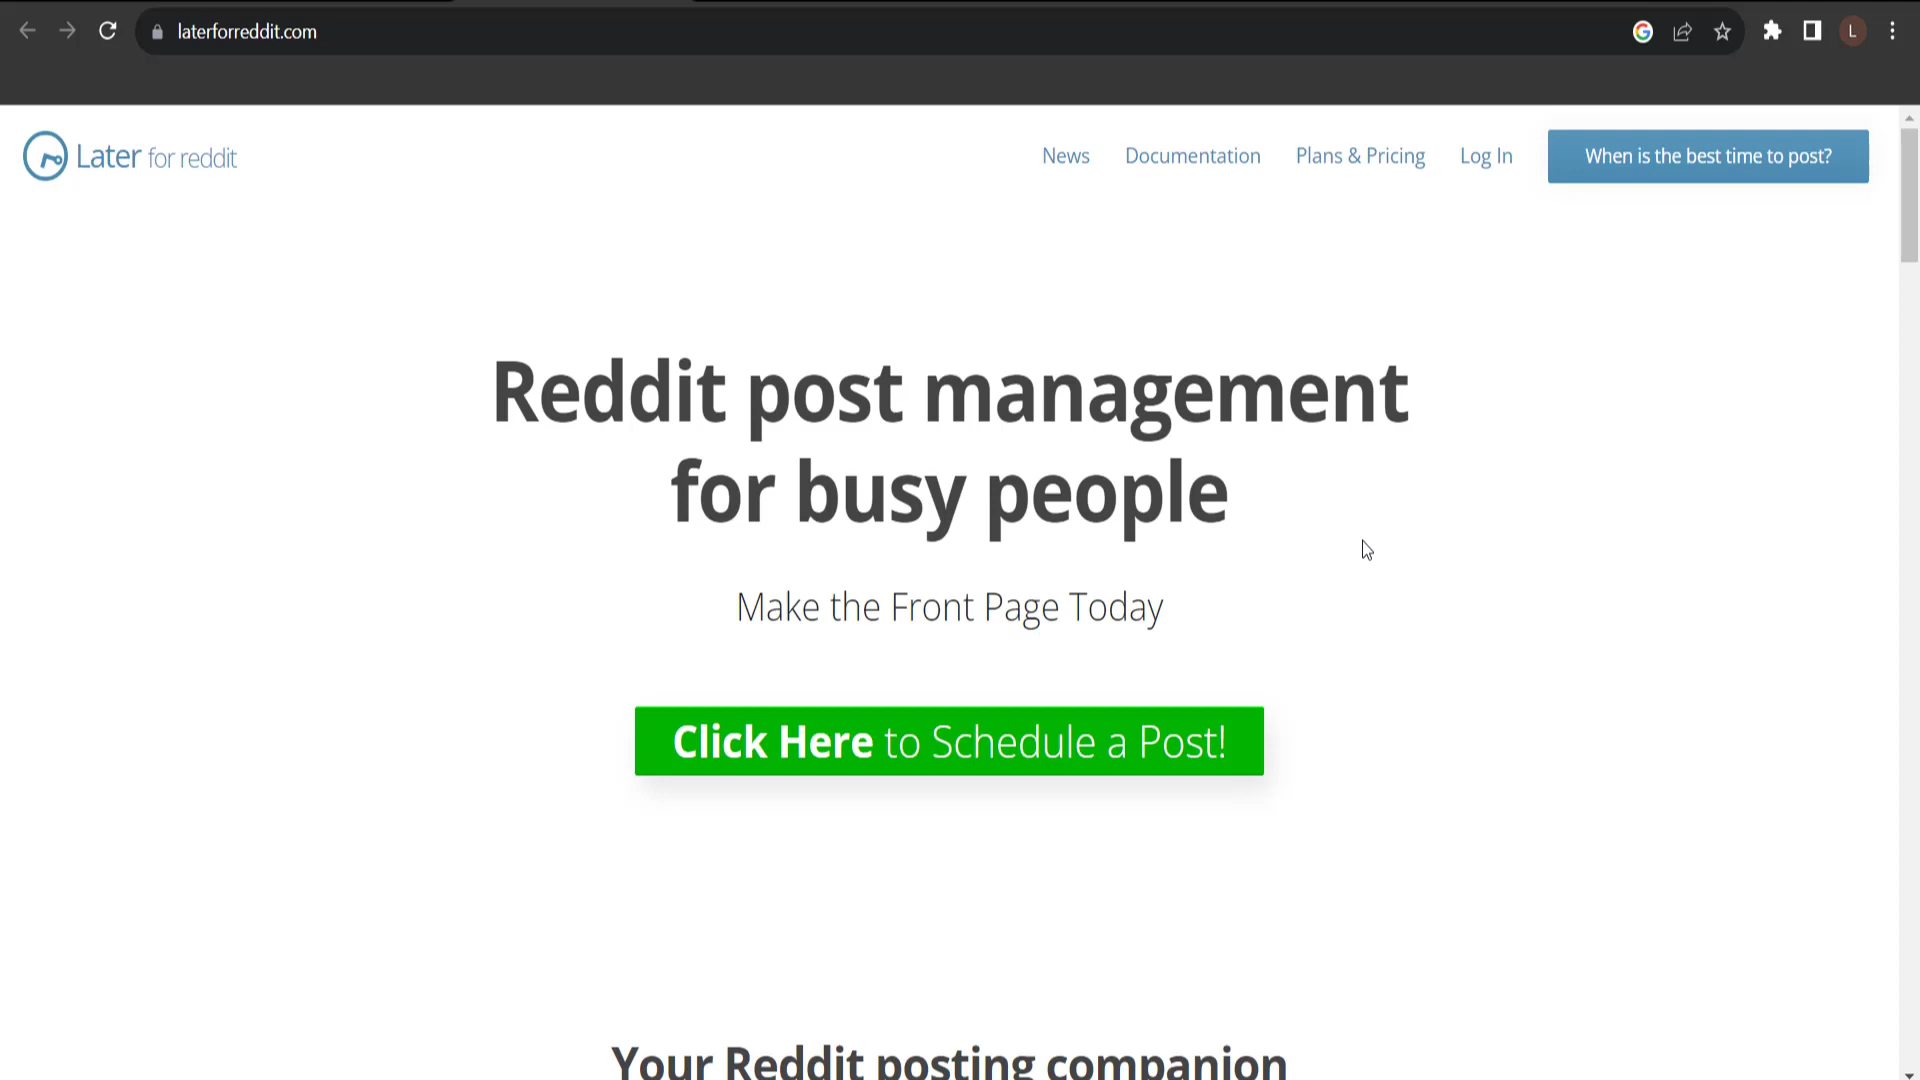 laterforreddit.com
L
Later for reddit
News
Documentation
Plans & Pricing
Log In
When is the best time to post?
Reddit post management
for busy people
Make the Front Page Today
Click Here to Schedule a Post!
Your Reddit posting companion